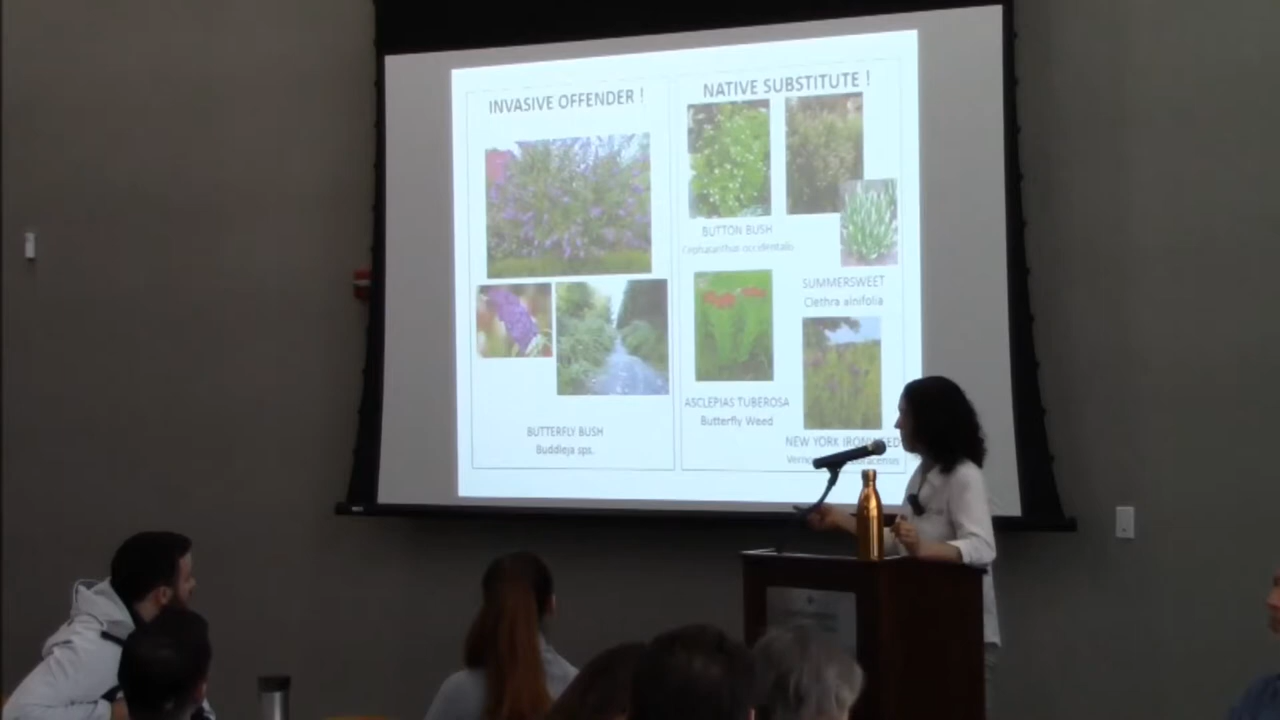 INVASIVE OFFENDER !
BUTTERFLY BUSH
Buddleja sps.
NATIVE SUBSTITUTE !
BUTTON BUSH
Cephalanthus occidentalis
SUMMERSWEET
Clethra alnifolia
ASCLEPIAS TUBEROSA
Butterfly Weed
NEW YORK IRONWEED